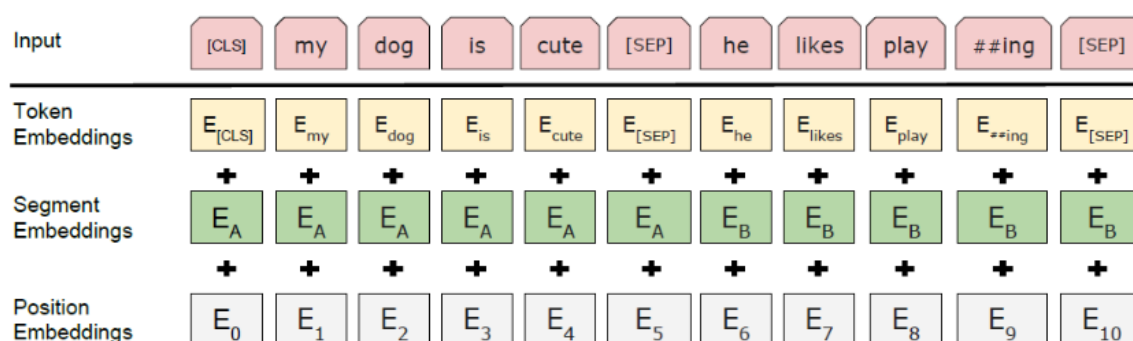 Input [CLS] my dog is cute [SEP] he likes play ##ing [SEP]
Token Embeddings E[CLS] Emy Edog Eis Ecute E[SEP] Ehe Elikes Eplay E##ing E[SEP]
+ + + + + + + + + + +
Segment Embeddings EA EA EA EA EA EA EB EB EB EB EB
+ + + + + + + + + + +
Position Embeddings E0 E1 E2 E3 E4 E5 E6 E7 E8 E9 E10